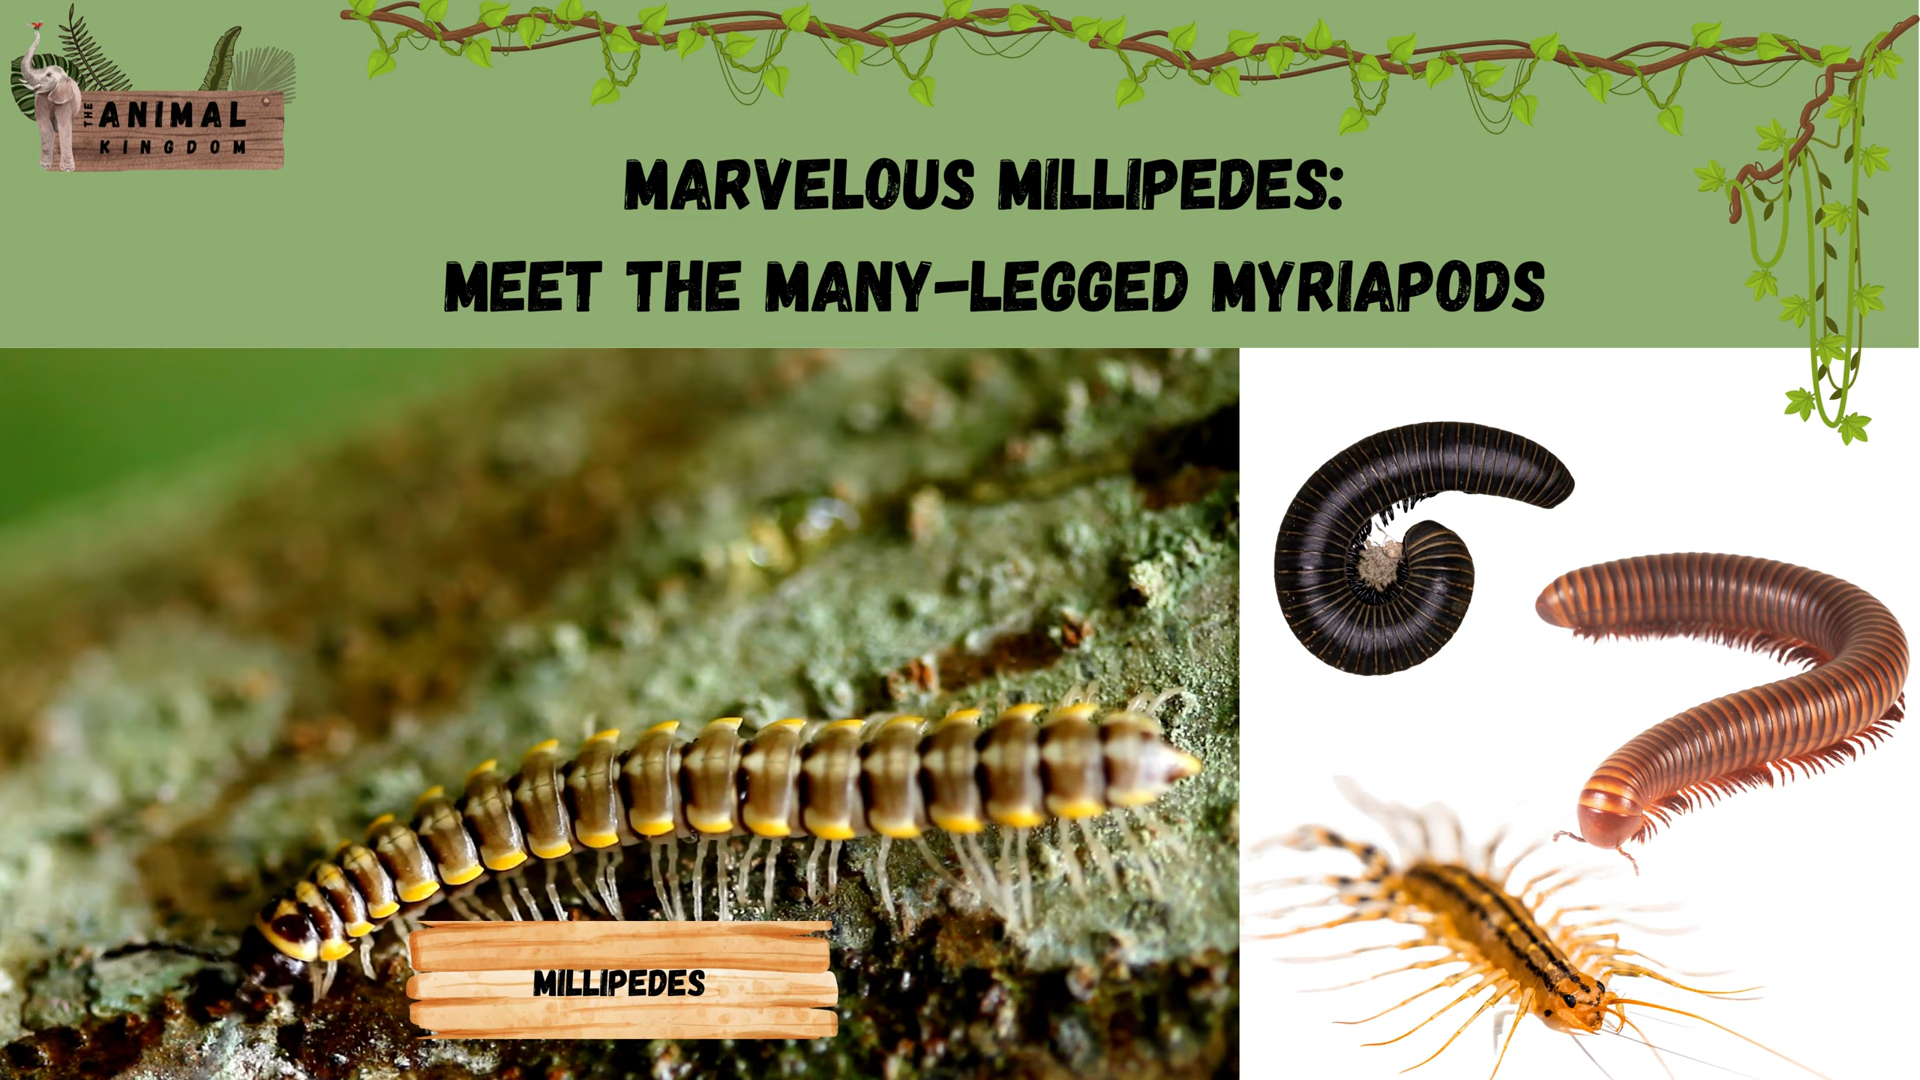 THE
ANIMAL
KINGDOM
MARVELOUS MILLIPEDES:
MEET THE MANY-LEGGED MYRIAPODS
MILLIPEDES